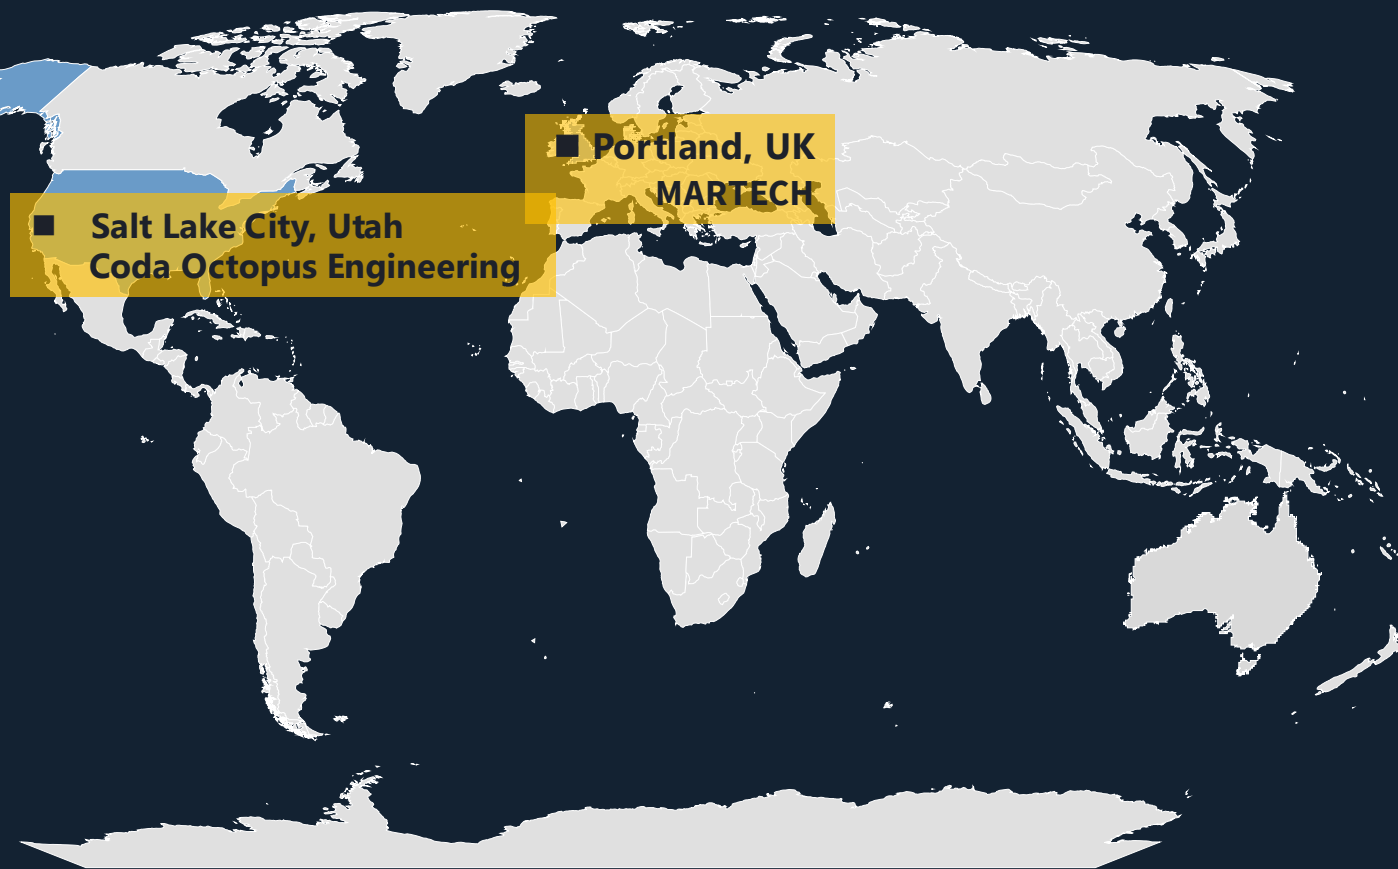 ■ Portland, UK
MARTECH
■ Salt Lake City, Utah
Coda Octopus Engineering